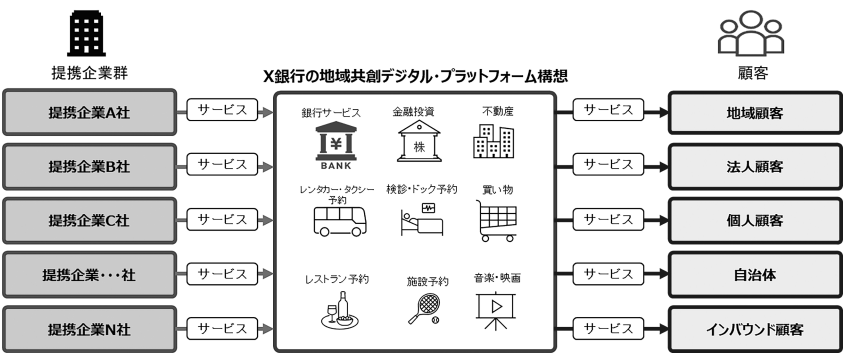 提携企業群
顧客
X銀行の地域共創デジタル・プラットフォーム構想
提携企業A社
サービス
銀行サービス
金融投資
不動産
サービス
地域顧客
¥
株
BANK
提携企業B社
サービス
サービス
法人顧客
レンタカー・タクシー
予約
検診・ドック予約
買い物
提携企業C社
サービス
サービス
個人顧客
提携企業・・・社
サービス
レストラン予約
施設予約
音楽・映画
サービス
自治体
提携企業N社
サービス
サービス
インバウンド顧客